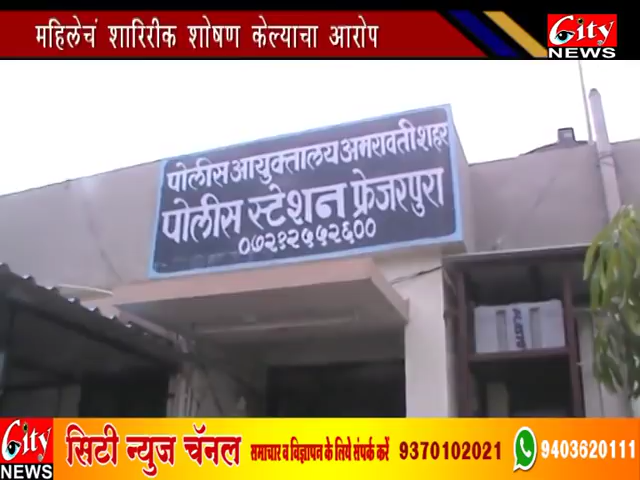 महिलेचं शारिरीक शोषण केल्याचा आरोप
City
NEWS
पोलीस आयुक्तालय अमरावती शहर
पोलीस स्टेशन फ्रेजरपुरा
०७२१२५५२६००
City
NEWS
सिटी न्युज चॅनल समाचार व विज्ञापन के लिये संपर्क करें 9370102021 9403620111